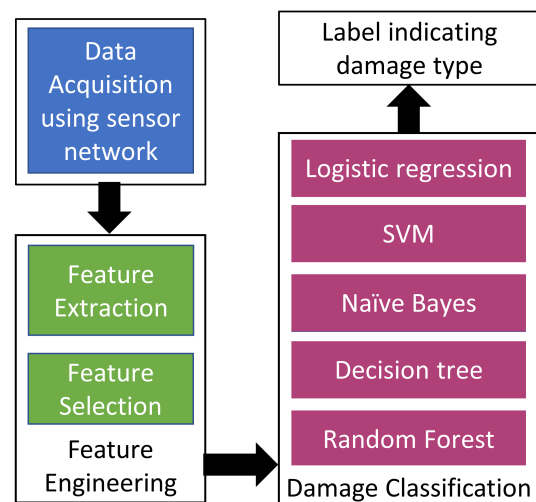 Data
Acquisition
using sensor
network
Feature
Extraction
Feature
Selection
Feature
Engineering
Label indicating
damage type
Logistic regression
SVM
Naïve Bayes
Decision tree
Random Forest
Damage Classification